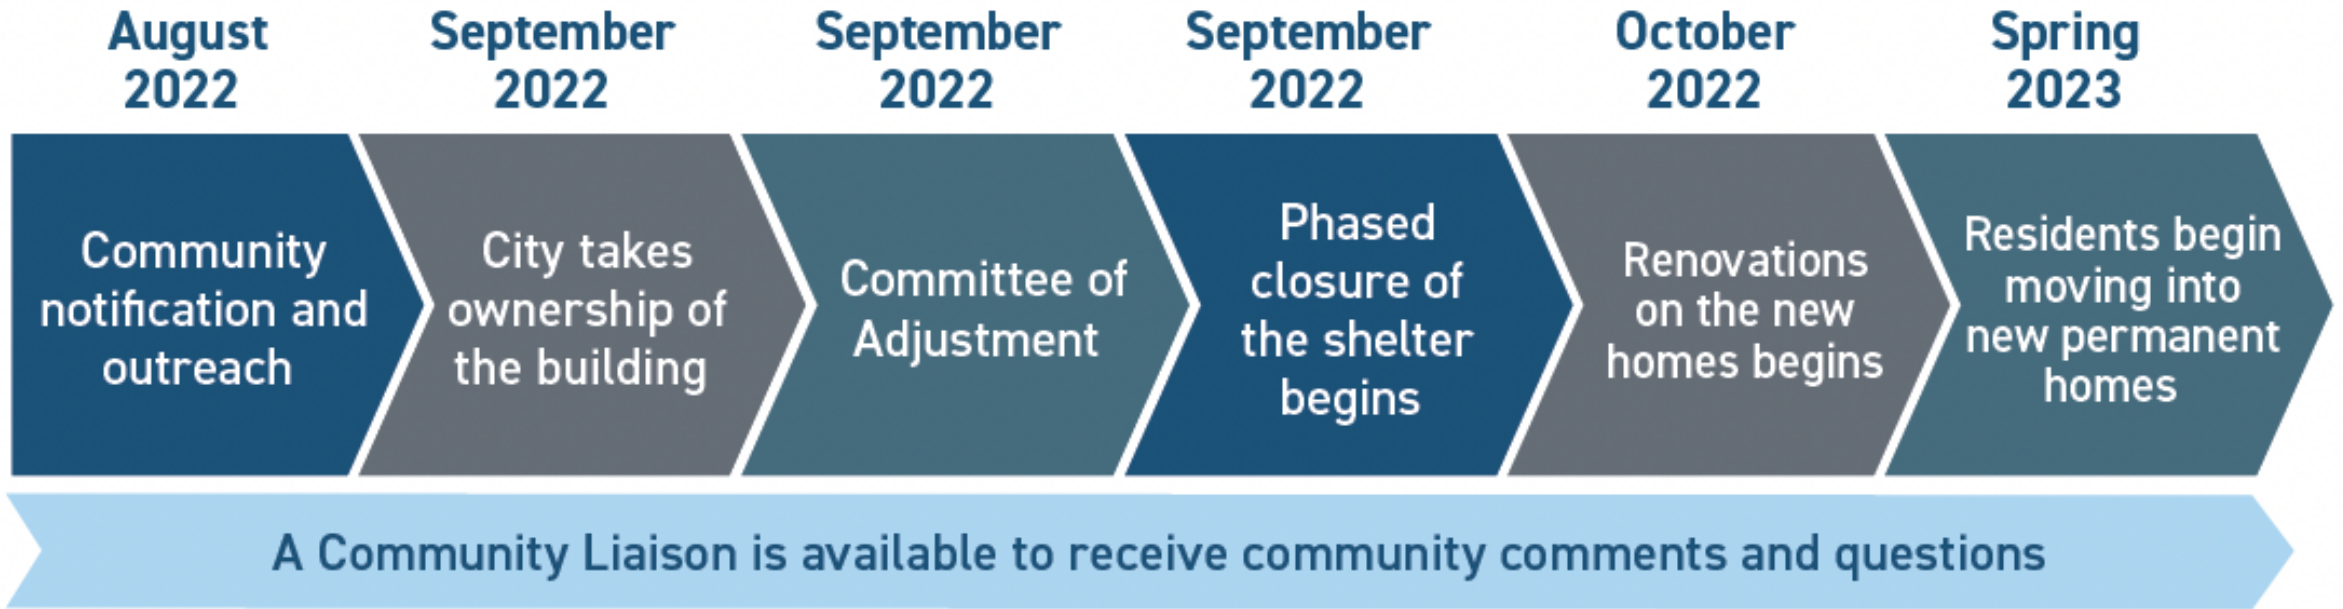 August
2022
September
2022
September
2022
September
2022
October
2022
Spring
2023
Community
notification and
outreach
City takes
ownership of
the building
Committee of
Adjustment
Phased
closure of
the shelter
begins
Renovations
on the new
homes begins
Residents begin
moving into
new permanent
homes
A Community Liaison is available to receive community comments and questions